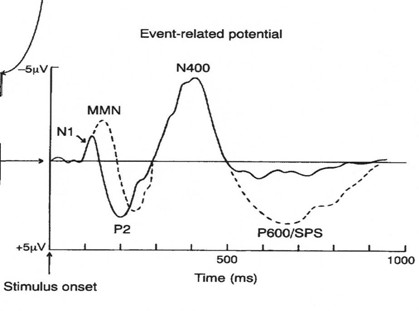 Event-related potential
−5μV
N400
MMN
N1
P2
+5μV
500
P600/SPS
1000
Time (ms)
Stimulus onset